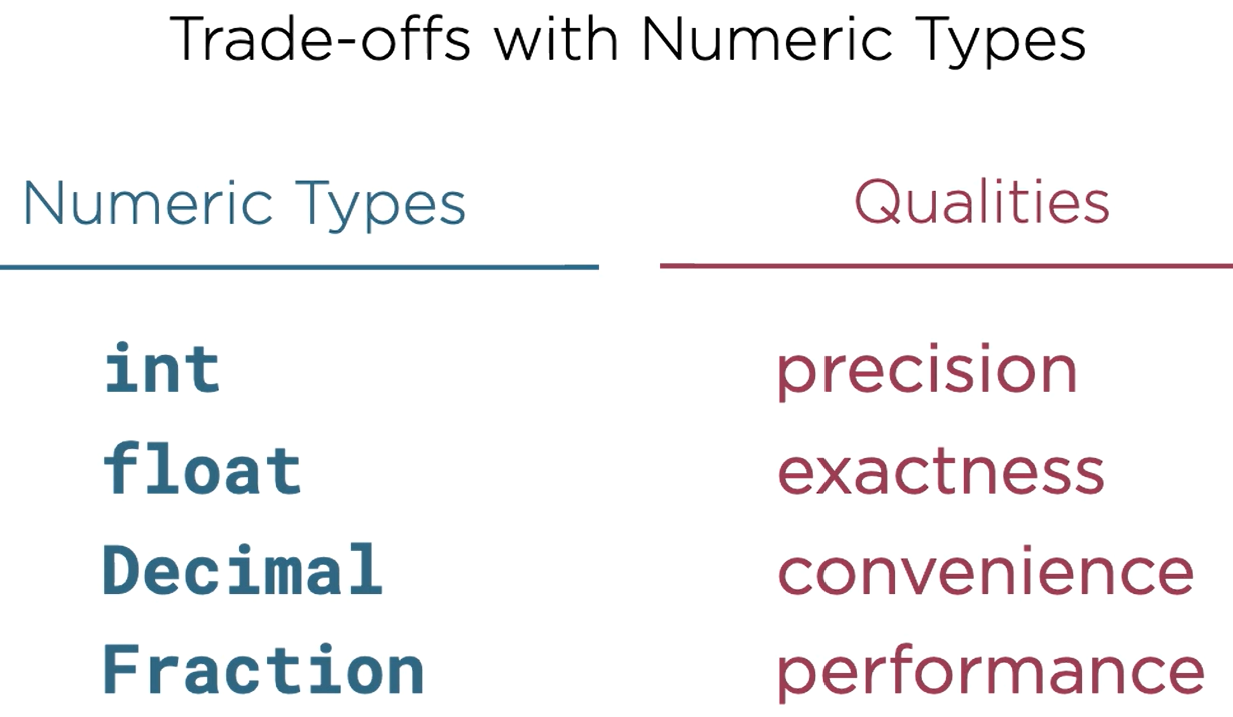 Trade-offs with Numeric Types
Numeric Types
int
float
Decimal
Fraction
Qualities
precision
exactness
convenience
performance